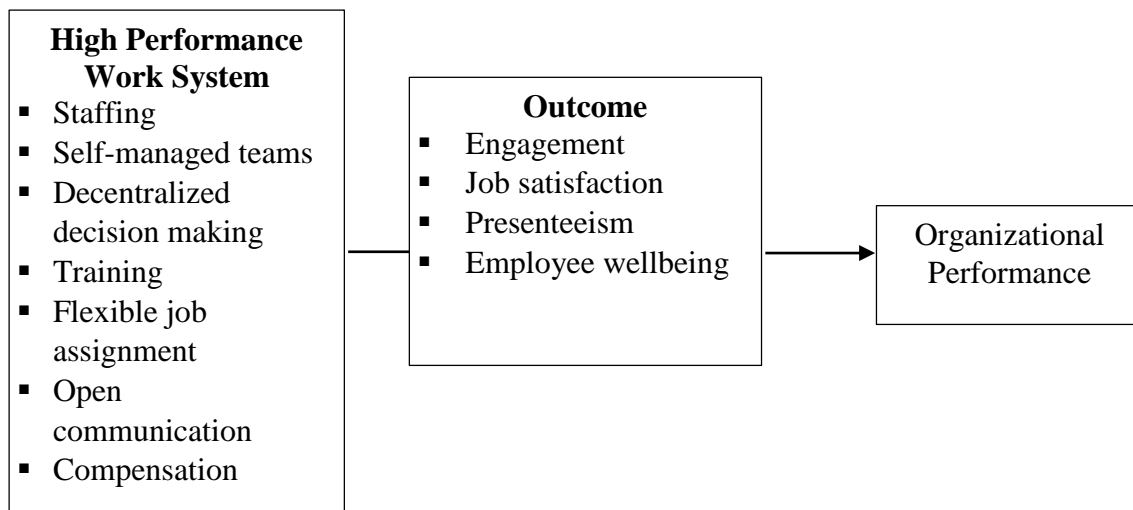 High Performance
Work System
▪ Staffing
▪ Self-managed teams
▪ Decentralized
decision making
▪ Training
▪ Flexible job
assignment
▪ Open
communication
▪ Compensation
Outcome
▪ Engagement
▪ Job satisfaction
▪ Presenteeism
▪ Employee wellbeing
Organizational
Performance